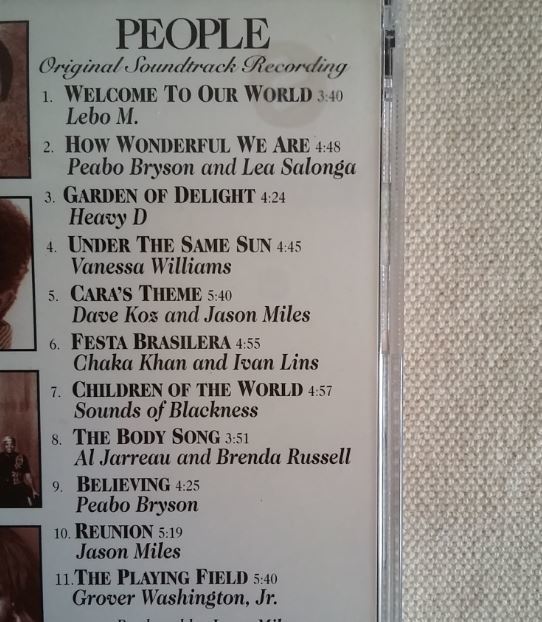 PEOPLE
Original Soundtrack Recording
1. WELCOME TO OUR WORLD 3:40
Lebo M.
2. HOW WONDERFUL WE ARE 4:48
Peabo Bryson and Lea Salonga
3. GARDEN OF DELIGHT 4:24
Heavy D
4. UNDER THE SAME SUN 4:45
Vanessa Williams
5. CARA'S THEME 5:40
Dave Koz and Jason Miles
6. FESTA BRASILERA 4:55
Chaka Khan and Ivan Lins
7. CHILDREN OF THE WORLD 4:57
Sounds of Blackness
8. THE BODY SONG 3:51
Al Jarreau and Brenda Russell
9. BELIEVING 4:25
Peabo Bryson
10. REUNION 5:19
Jason Miles
11. THE PLAYING FIELD 5:40
Grover Washington, Jr.